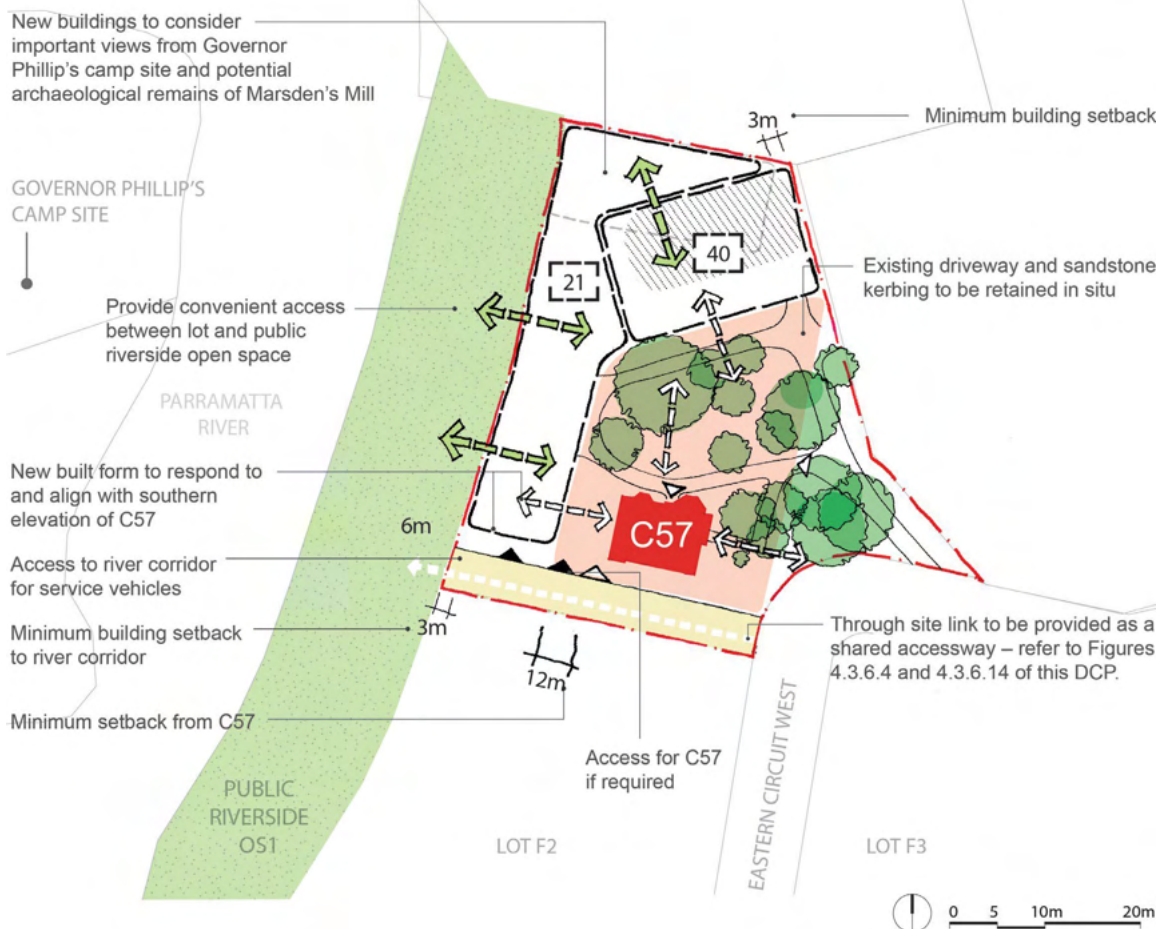 New buildings to consider
important views from Governor
Phillip's camp site and potential
archaeological remains of Marsden's Mill
3m
Minimum building setback
GOVERNOR PHILLIP'S
CAMP SITE
40
21
Existing driveway and sandstone
kerbing to be retained in situ
Provide convenient access
between lot and public
riverside open space
PARRAMATTA
RIVER
New built form to respond to
and align with southern
elevation of C57
6m
C57
Access to river corridor
for service vehicles
Minimum building setback
to river corridor
3m
Through site link to be provided as a
shared accessway – refer to Figures
4.3.6.4 and 4.3.6.14 of this DCP.
12m
Minimum setback from C57
Access for C57
if required
PUBLIC
RIVERSIDE
OS1
LOT F2
EASTERN CIRCUIT WEST
LOT F3
0 5 10m 20m